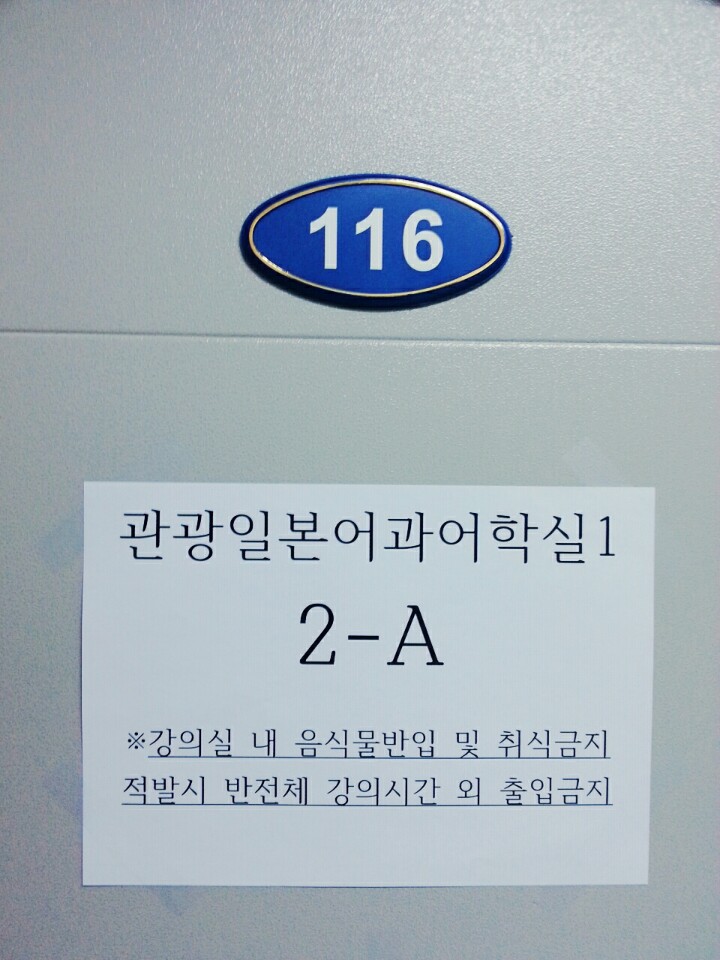 116
관광일본어과어학실1
2-A
※강의실 내 음식물반입 및 취식금지
적발시 반전체 강의시간 외 출입금지